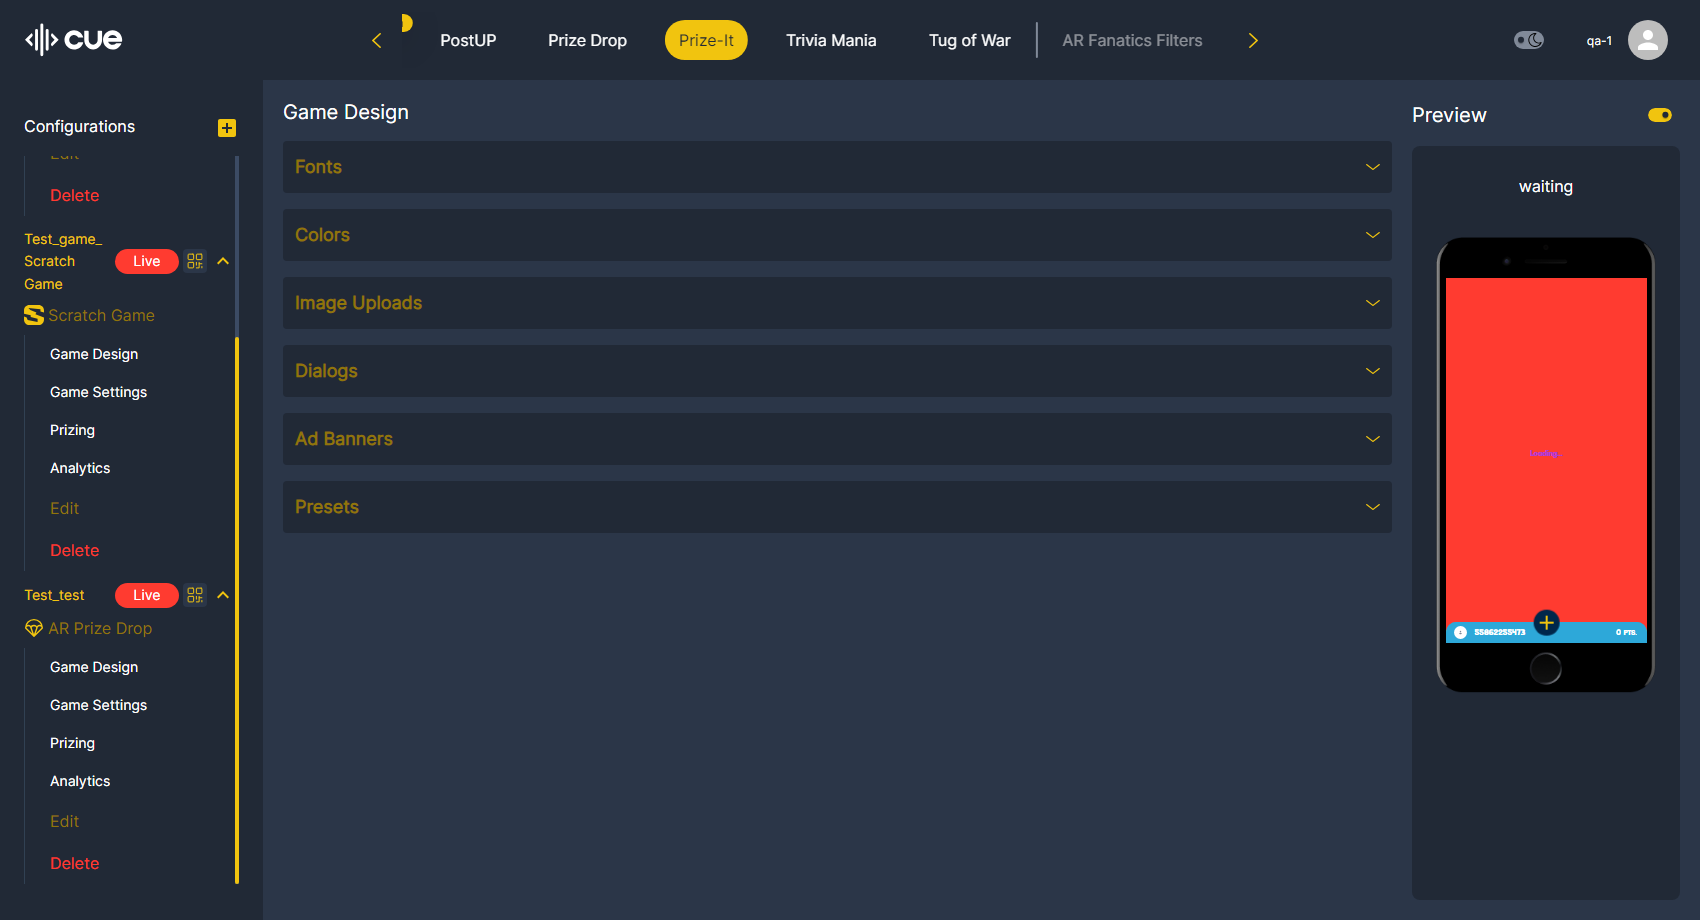 cue
PostUP
Prize Drop
Prize-It
Trivia Mania
Tug of War
AR Fanatics Filters
qa-1
Configurations
Edit
Delete
Test_game_
Scratch
Game
Live
Scratch Game
Game Design
Game Settings
Prizing
Analytics
Edit
Delete
Test_test
Live
AR Prize Drop
Game Design
Game Settings
Prizing
Analytics
Edit
Delete
Game Design
Fonts
Colors
Image Uploads
Dialogs
Ad Banners
Presets
Preview
waiting
Loading
0 PTS.